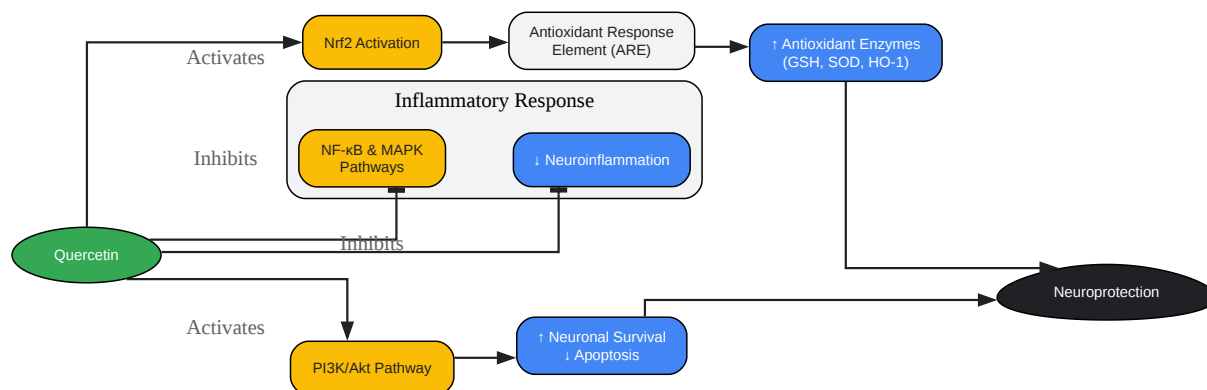 Nrf2 Activation
Antioxidant Response
Element (ARE)
↑ Antioxidant Enzymes
(GSH, SOD, HO-1)
Activates
Inflammatory Response
NF-κB & MAPK
Pathways
↓ Neuroinflammation
Inhibits
Inhibits
Quercetin
Neuroprotection
Activates
↑ Neuronal Survival
↓ Apoptosis
PI3K/Akt Pathway